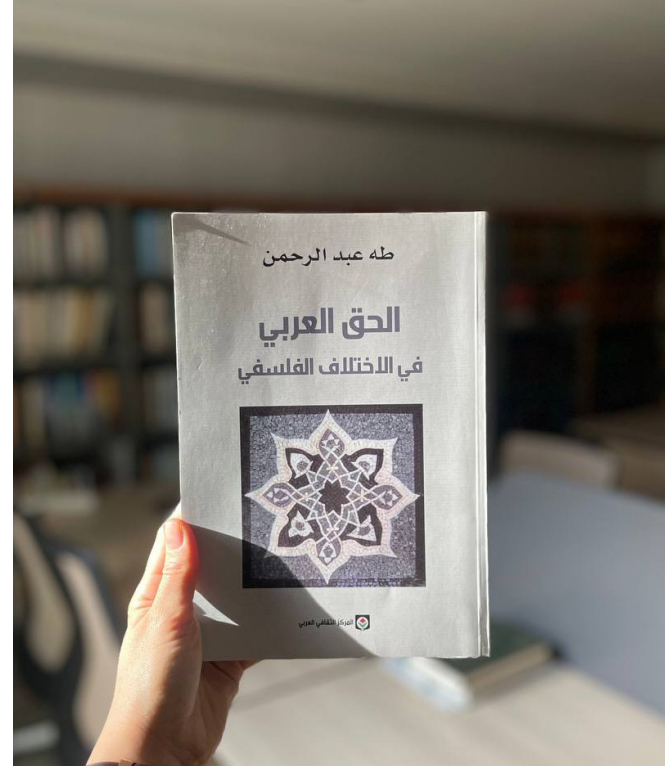 طه عبد الرحمن
الحق العربي
في الاختلاف الفلسفي
المركز الثقافي العربي